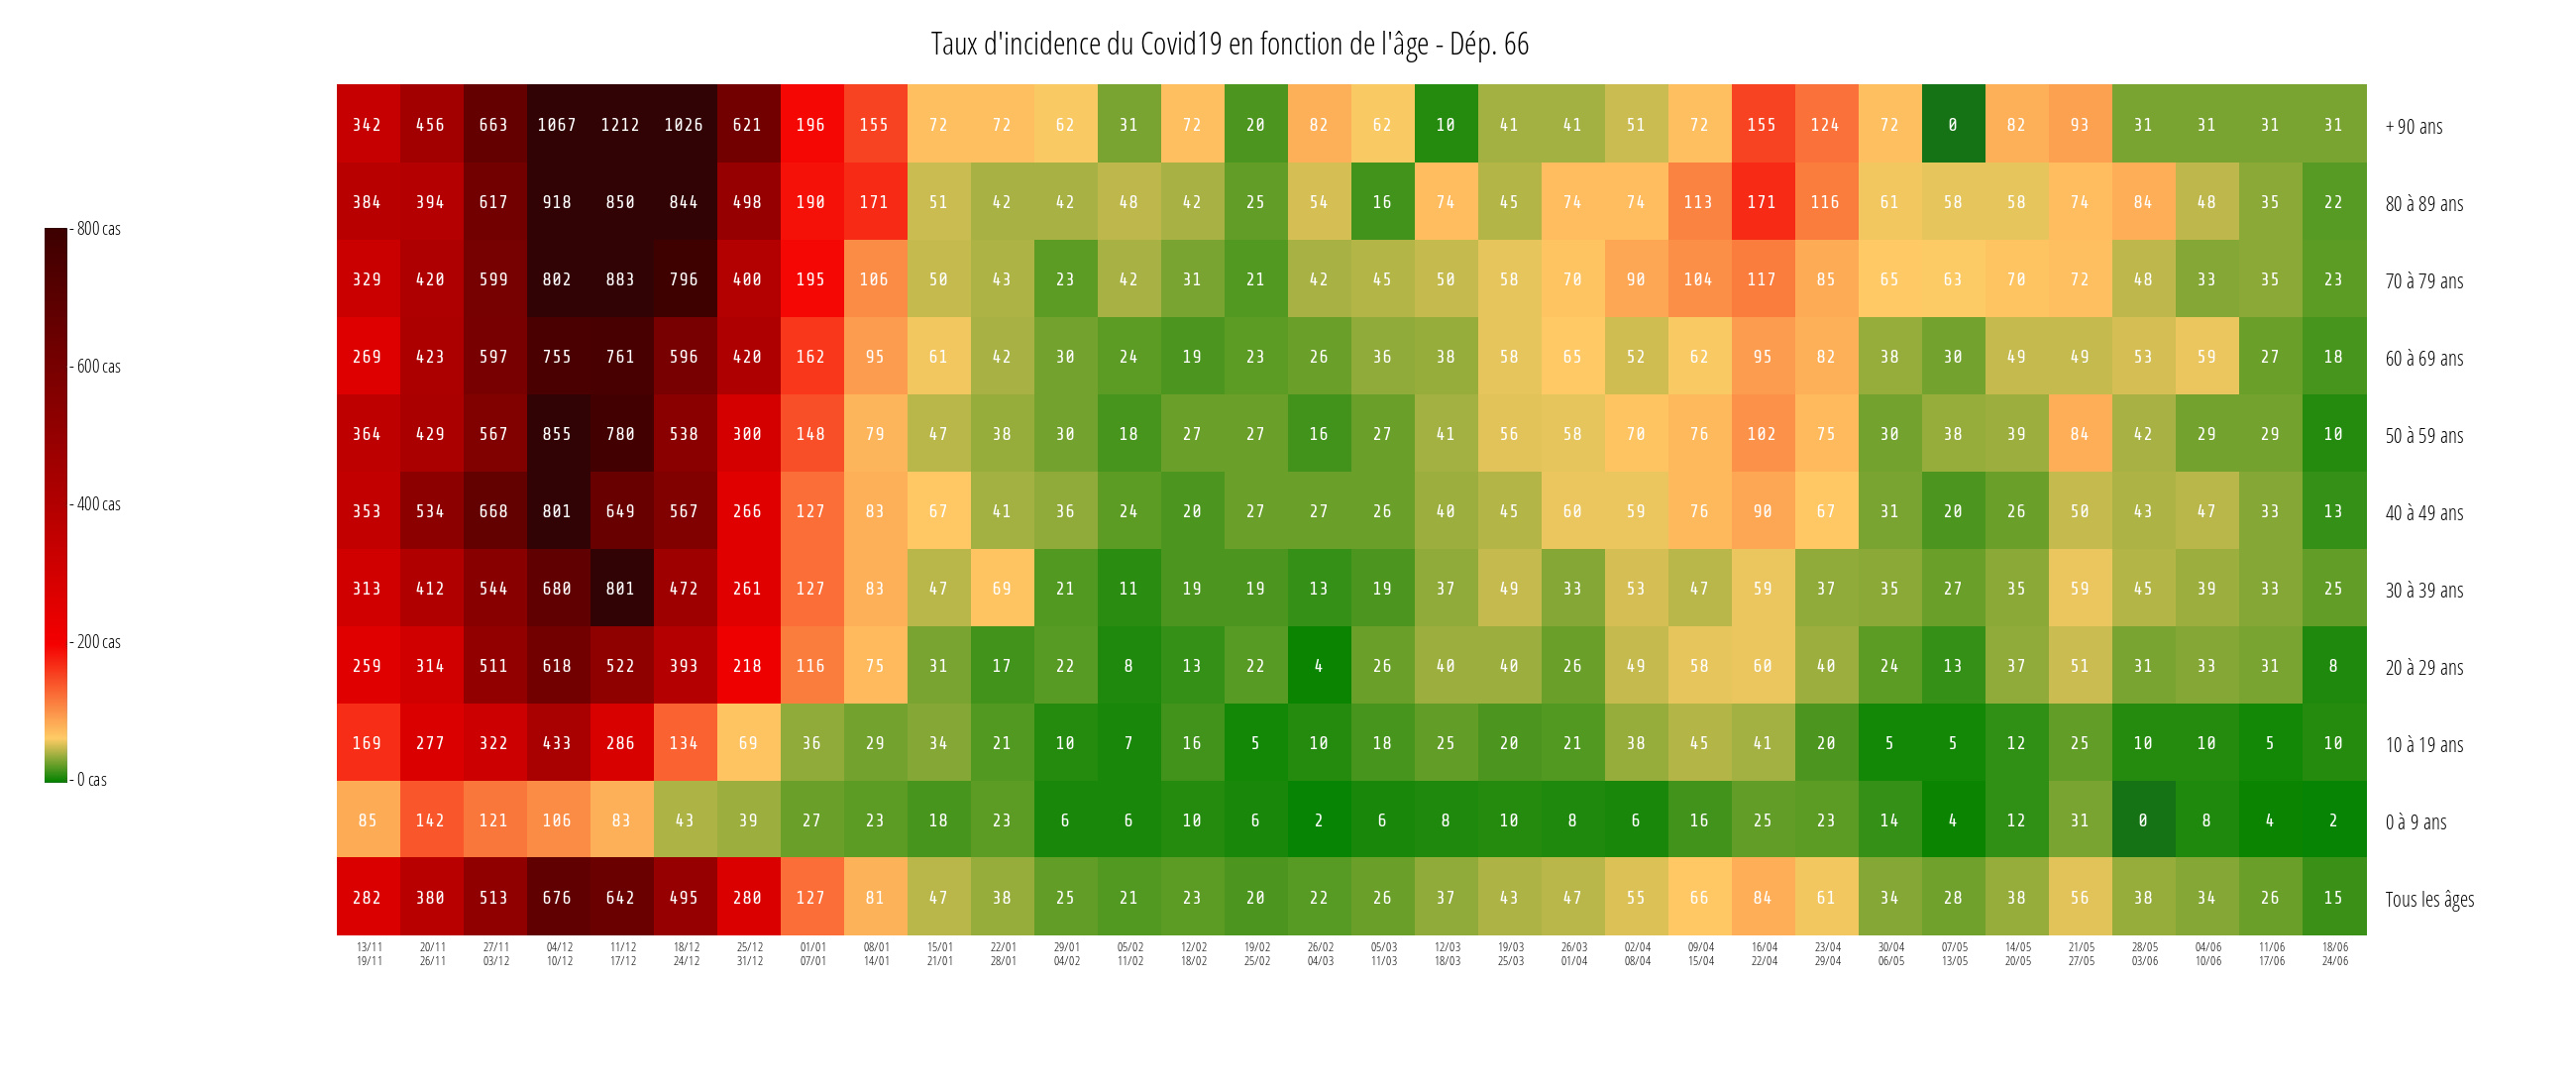 Taux d'incidence du Covid19 en fonction de l'âge - Dép. 66
342 456 663 1067 1212 1026 621 196 155 72 72 62 31 72 20 82 62 10 41 41 51 72 155 124 72 0 82 93 31 31 31 31 + 90 ans
384 394 617 918 850 844 498 190 171 51 42 42 48 42 25 54 16 74 45 74 74 113 171 116 61 58 58 74 84 48 35 22 80 à 89 ans
- 800 cas
329 420 599 802 883 796 400 195 106 50 43 23 42 31 21 42 45 50 58 70 90 104 117 85 65 63 70 72 48 33 35 23 70 à 79 ans
269 423 597 755 761 596 420 162 95 61 42 30 24 19 23 26 36 38 58 65 52 62 95 82 38 30 49 49 53 59 27 18 60 à 69 ans
- 600 cas
364 429 567 855 780 538 300 148 79 47 38 30 18 27 27 16 27 41 56 58 70 76 102 75 30 38 39 84 42 29 29 10 50 à 59 ans
- 400 cas
353 534 668 801 649 567 266 127 83 67 41 36 24 20 27 27 26 40 45 60 59 76 90 67 31 20 26 50 43 47 33 13 40 à 49 ans
313 412 544 680 801 472 261 127 83 47 69 21 11 19 19 13 19 37 49 33 53 47 59 37 35 27 35 59 45 39 33 25 30 à 39 ans
- 200 cas
259 314 511 618 522 393 218 116 75 31 17 22 8 13 22 4 26 40 40 26 49 58 60 40 24 13 37 51 31 33 31 8 20 à 29 ans
169 277 322 433 286 134 69 36 29 34 21 10 7 16 5 10 18 25 20 21 38 45 41 20 5 5 12 25 10 10 5 10 10 à 19 ans
- 0 cas
85 142 121 106 83 43 39 27 23 18 23 6 6 10 6 2 6 8 10 8 6 16 25 23 14 4 12 31 0 8 4 2 0 à 9 ans
282 380 513 676 642 495 280 127 81 47 38 25 21 23 20 22 26 37 43 47 55 66 84 61 34 28 38 56 38 34 26 15 Tous les âges
13/11 20/11 27/11 04/12 11/12 18/12 25/12 01/01 08/01 15/01 22/01 29/01 05/02 12/02 19/02 26/02 05/03 12/03 19/03 26/03 02/04 09/04 16/04 23/04 30/04 07/05 14/05 21/05 28/05 04/06 11/06 18/06
19/11 26/11 03/12 10/12 17/12 24/12 31/12 07/01 14/01 21/01 28/01 04/02 11/02 18/02 25/02 04/03 11/03 18/03 25/03 01/04 08/04 15/04 22/04 29/04 06/05 13/05 20/05 27/05 03/06 10/06 17/06 24/06